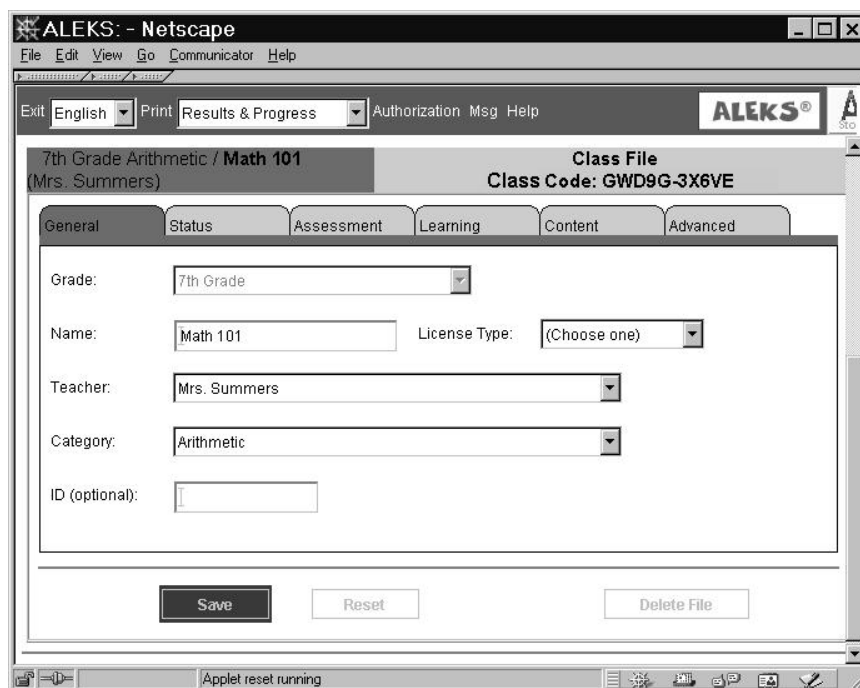 ALEKS: - Netscape
File Edit View Go Communicator Help
Exit English Print Results & Progress Authorization Msg Help ALEKS®
Sto
7th Grade Arithmetic / Math 101
(Mrs. Summers)
Class File
Class Code: GWD9G-3X6VE
General Status Assessment Learning Content Advanced
Grade: 7th Grade
Name: Math 101 License Type: (Choose one)
Teacher: Mrs. Summers
Category: Arithmetic
ID (optional):
Save Reset Delete File
Applet reset running